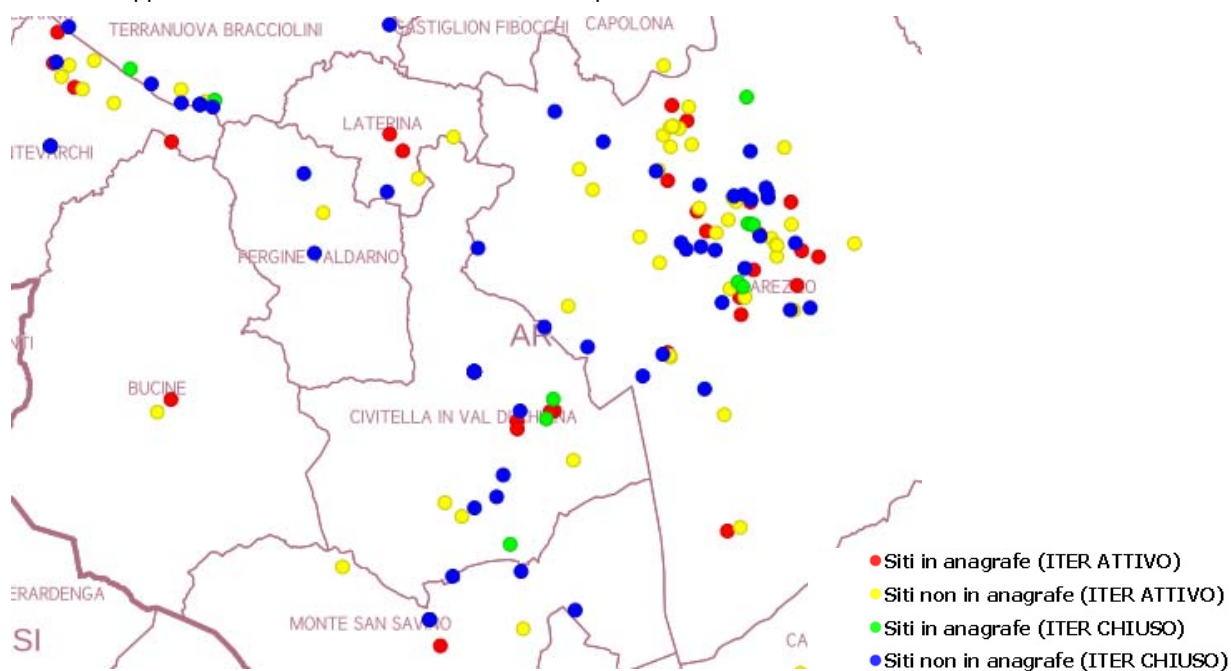 TERRANUOVA BRACCIOLINI
CASTIGLION FIBOCCHI
CAPOLONA
LATERINA
NTEVARCHI
PERGINE VALDARNO
AREZZO
NTI
AR
BUCINE
CIVITELLA IN VAL DI CHIANA
ERARDENGA
MONTE SAN SAVINO
SI
CA
Siti in anagrafe (ITER ATTIVO)
Siti non in anagrafe (ITER ATTIVO)
Siti in anagrafe (ITER CHIUSO)
Siti non in anagrafe (ITER CHIUSO)